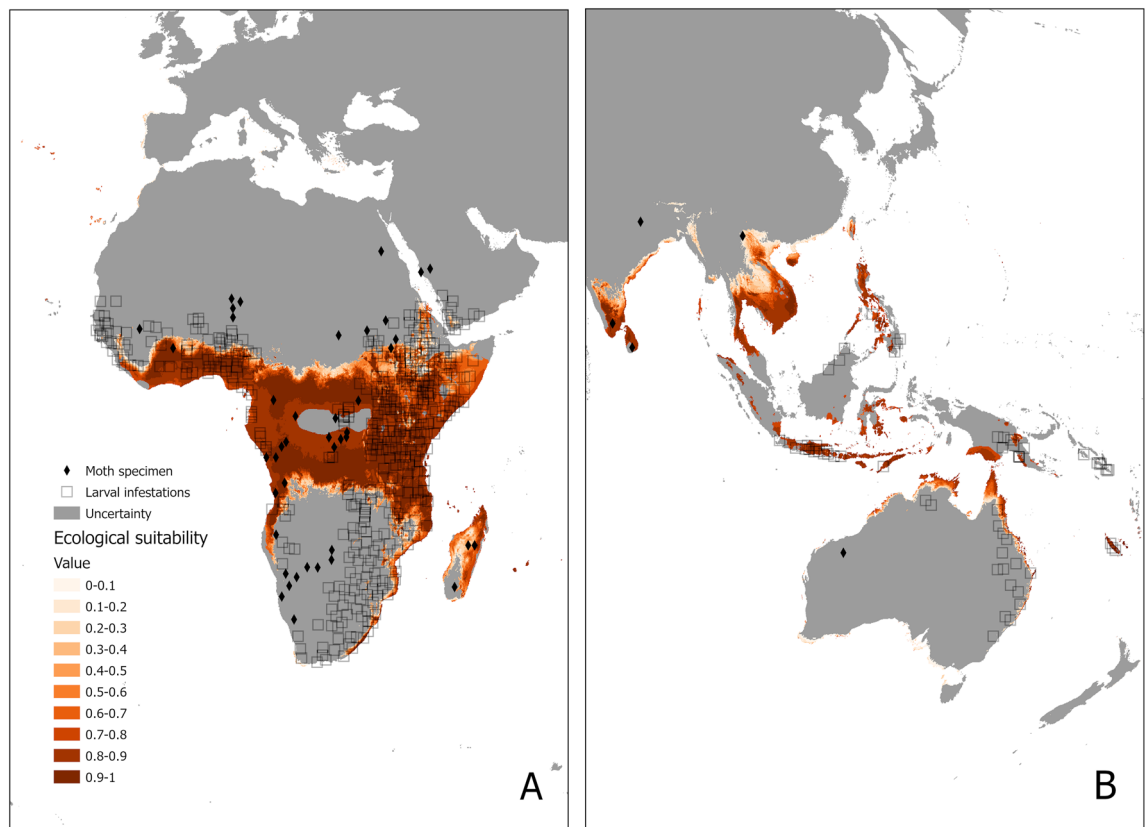 Moth specimen
Larval infestations
Uncertainty
Ecological suitability
Value
0-0.1
0.1-0.2
0.2-0.3
0.3-0.4
0.4-0.5
0.5-0.6
0.6-0.7
0.7-0.8
0.8-0.9
0.9-1
A
B